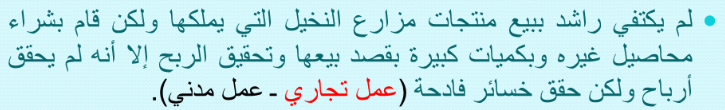 • لم يكتفي راشد ببيع منتجات مزارع النخيل التي يملكها ولكن قام بشراء
محاصيل غيره وبكميات كبيرة بقصد بيعها وتحقيق الربح إلا أنه لم يحقق
أرباح ولكن حقق خسائر فادحة (عمل تجاري - عمل مدني).